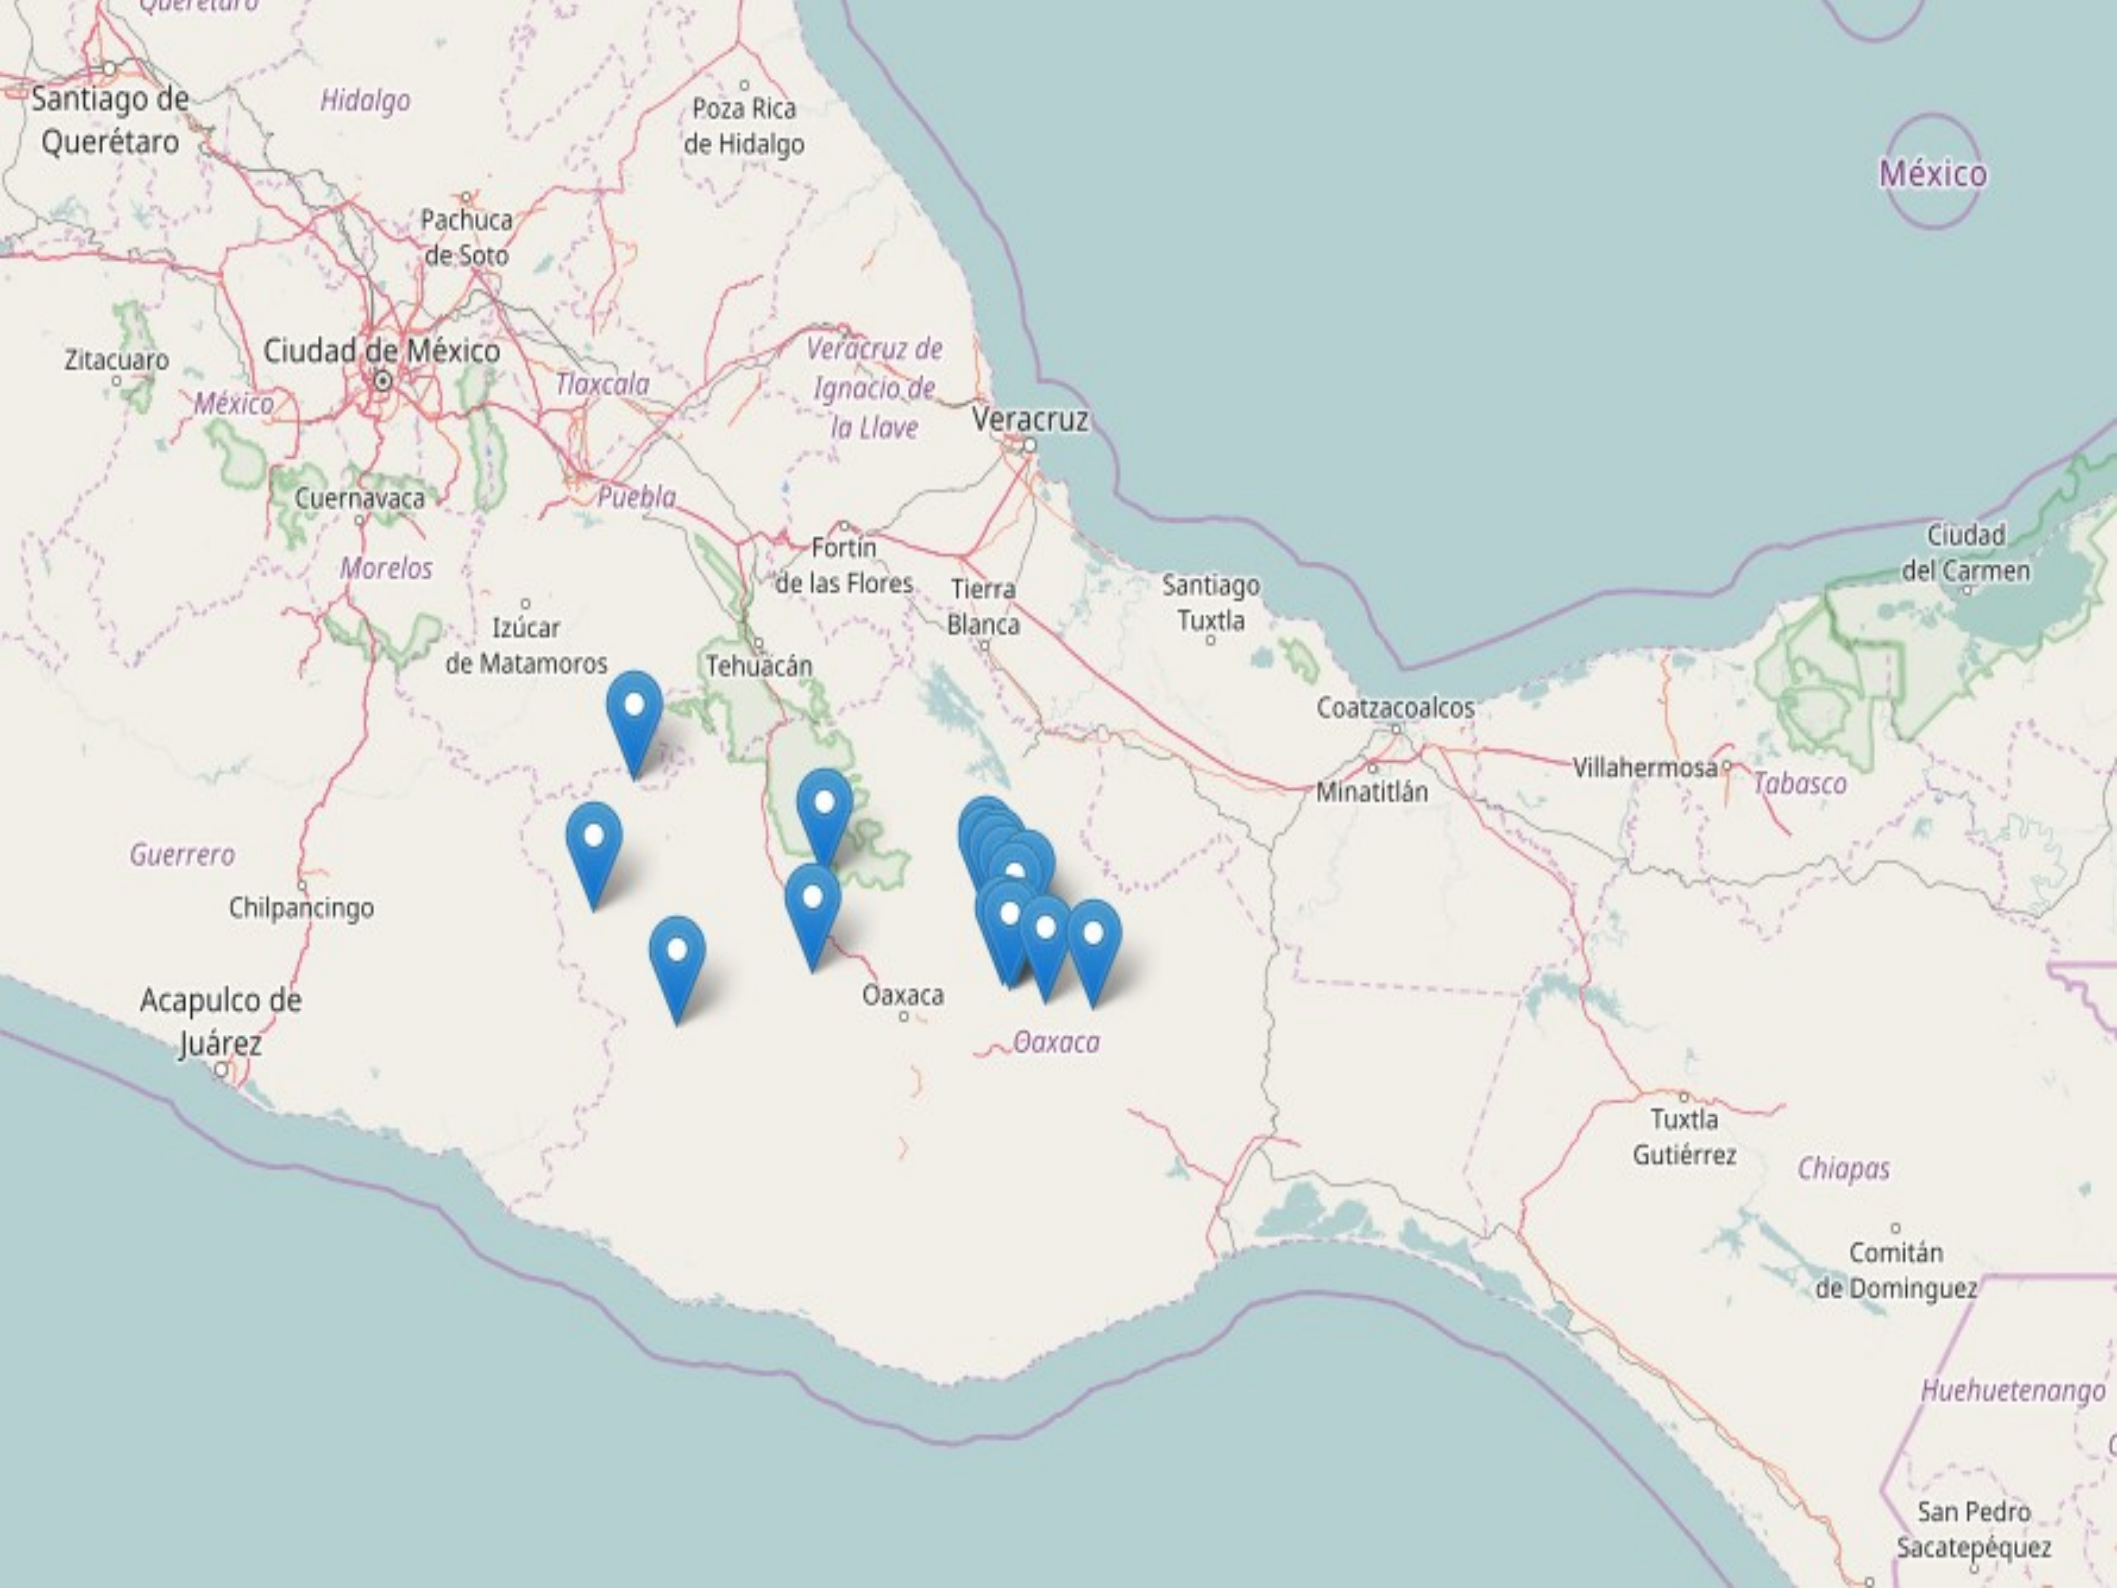 Querétaro
Santiago de
Querétaro
Hidalgo
Poza Rica
de Hidalgo
México
Pachuca
de Soto
Zitacuaro
Ciudad de México
México
Tlaxcala
Veracruz de
Ignacio de
la Llave
Veracruz
Cuernavaca
Puebla
Morelos
Fortín
de las Flores
Tierra
Blanca
Santiago
Tuxtla
Ciudad
del Carmen
Izúcar
de Matamoros
Tehuacán
Coatzacoalcos
Minatitlán
Villahermosa
Tabasco
Guerrero
Chilpancingo
Acapulco de
Juárez
Oaxaca
Oaxaca
Tuxtla
Gutiérrez
Chiapas
Comitán
de Dominguez
Huehuetenango
San Pedro
Sacatepéquez